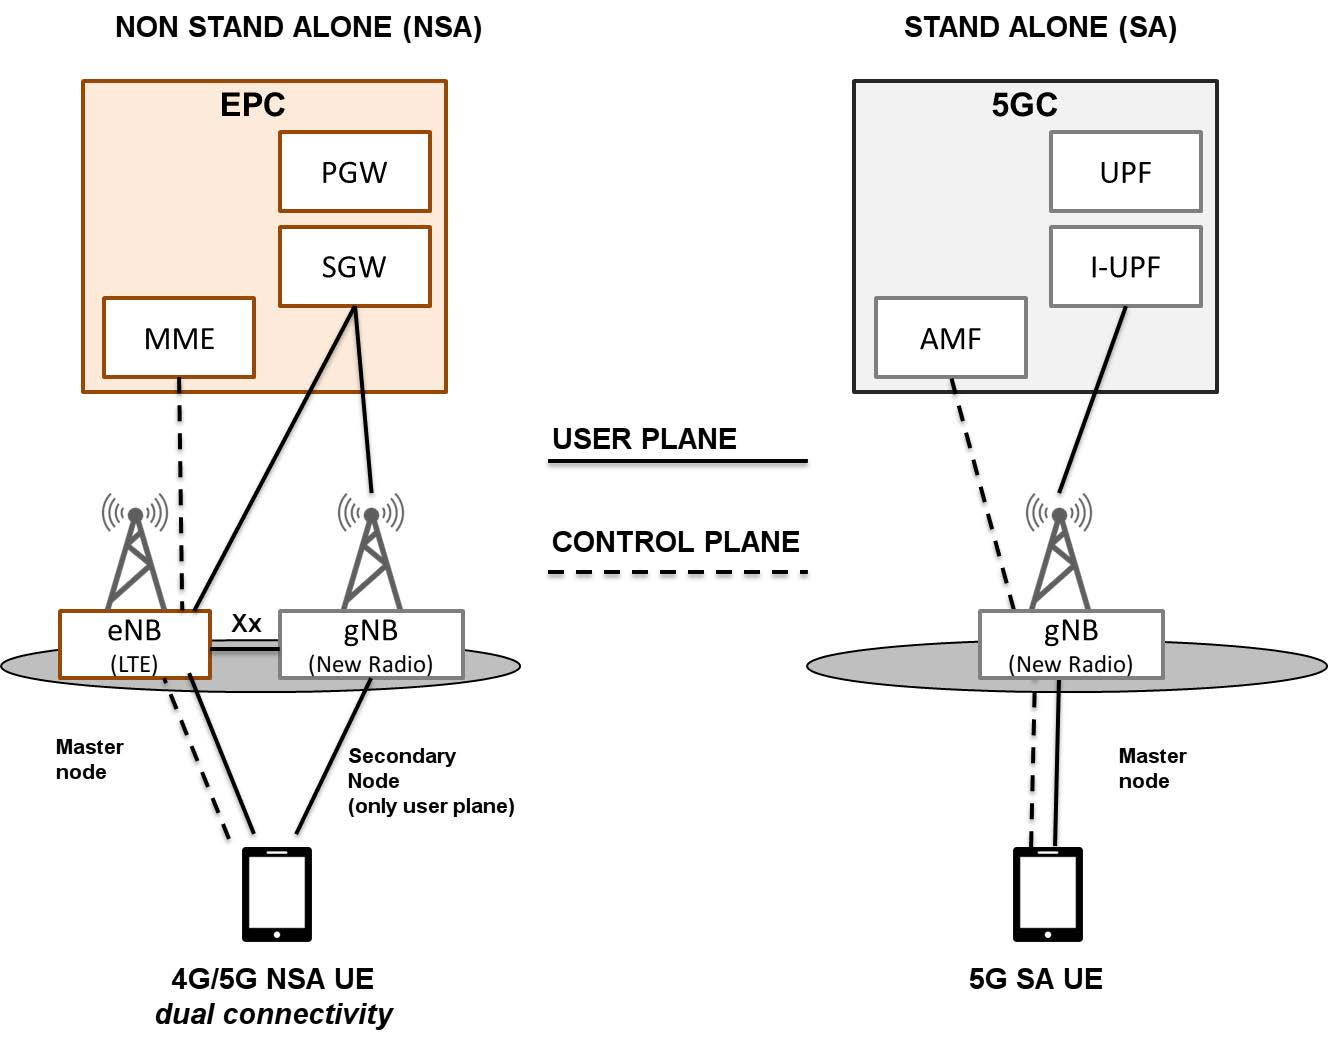 NON STAND ALONE (NSA)
STAND ALONE (SA)
EPC
PGW
SGW
MME
5GC
UPF
I-UPF
AMF
USER PLANE
CONTROL PLANE
eNB
(LTE)
Xx
gNB
(New Radio)
gNB
(New Radio)
Master
node
Secondary
Node
(only user plane)
Master
node
4G/5G NSA UE
dual connectivity
5G SA UE